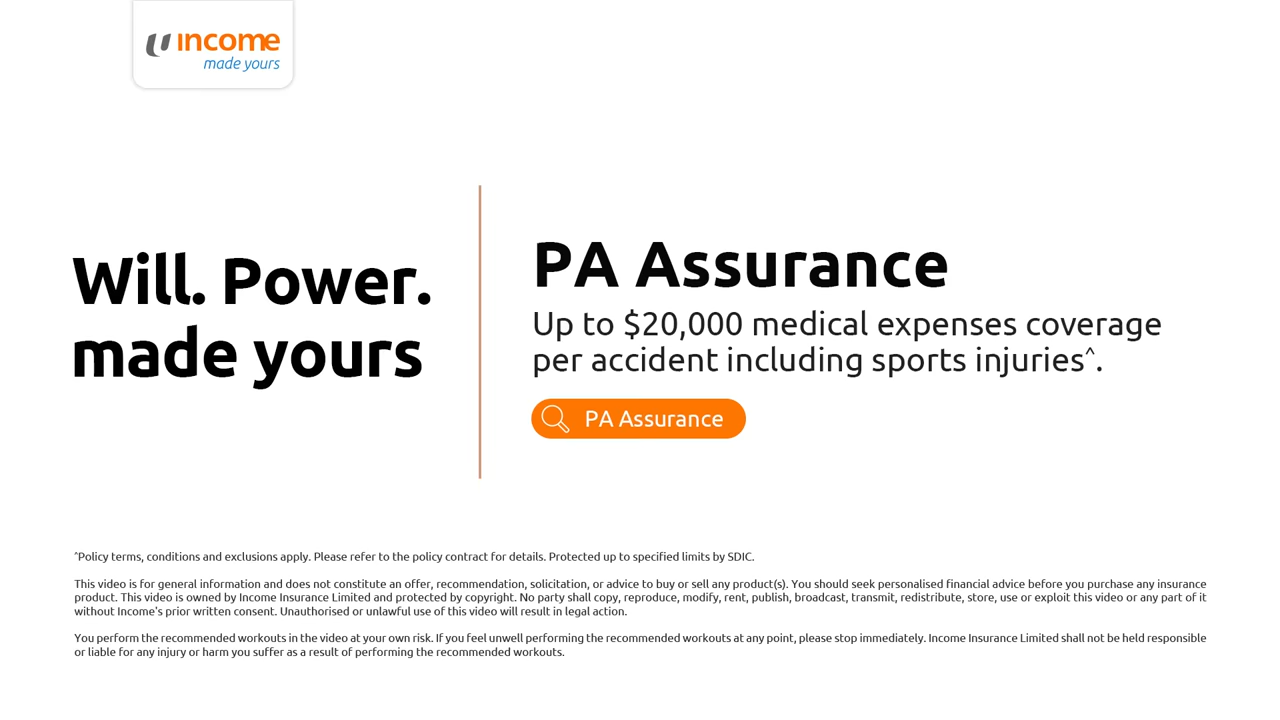 income
made yours
Will. Power.
made yours
PA Assurance
Up to $20,000 medical expenses coverage
per accident including sports injuries^.
PA Assurance
^Policy terms, conditions and exclusions apply. Please refer to the policy contract for details. Protected up to specified limits by SDIC.
This video is for general information and does not constitute an offer, recommendation, solicitation, or advice to buy or sell any product(s). You should seek personalised financial advice before you purchase any insurance
product. This video is owned by Income Insurance Limited and protected by copyright. No party shall copy, reproduce, modify, rent, publish, broadcast, transmit, redistribute, store, use or exploit this video or any part of it
without Income's prior written consent. Unauthorised or unlawful use of this video will result in legal action.
You perform the recommended workouts in the video at your own risk. If you feel unwell performing the recommended workouts at any point, please stop immediately. Income Insurance Limited shall not be held responsible
or liable for any injury or harm you suffer as a result of performing the recommended workouts.